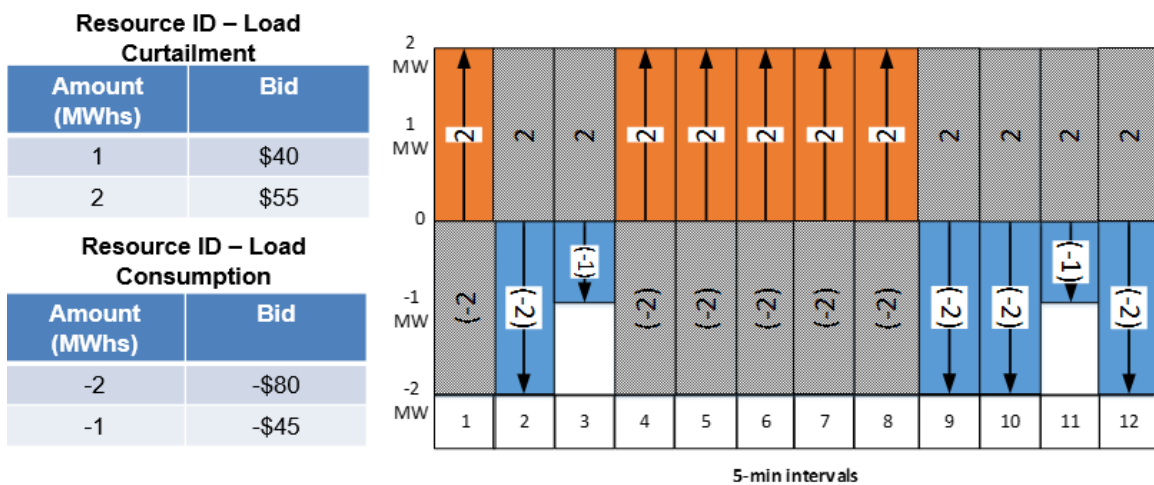 Resource ID – Load
Curtailment
Amount
(MWhs)
Bid
1
$40
2
$55
Resource ID – Load
Consumption
Amount
(MWhs)
Bid
-2
-$80
-1
-$45
2
MW
1
MW
0
-1
MW
-2
MW
2 2 2 2 2 2 2 2 2 2 2 2
(-2 (-2) (-1) (-2) (-2) (-2) (-2) (-2) (-2) (-2) (-1) (-2)
1 2 3 4 5 6 7 8 9 10 11 12
5-min intervals